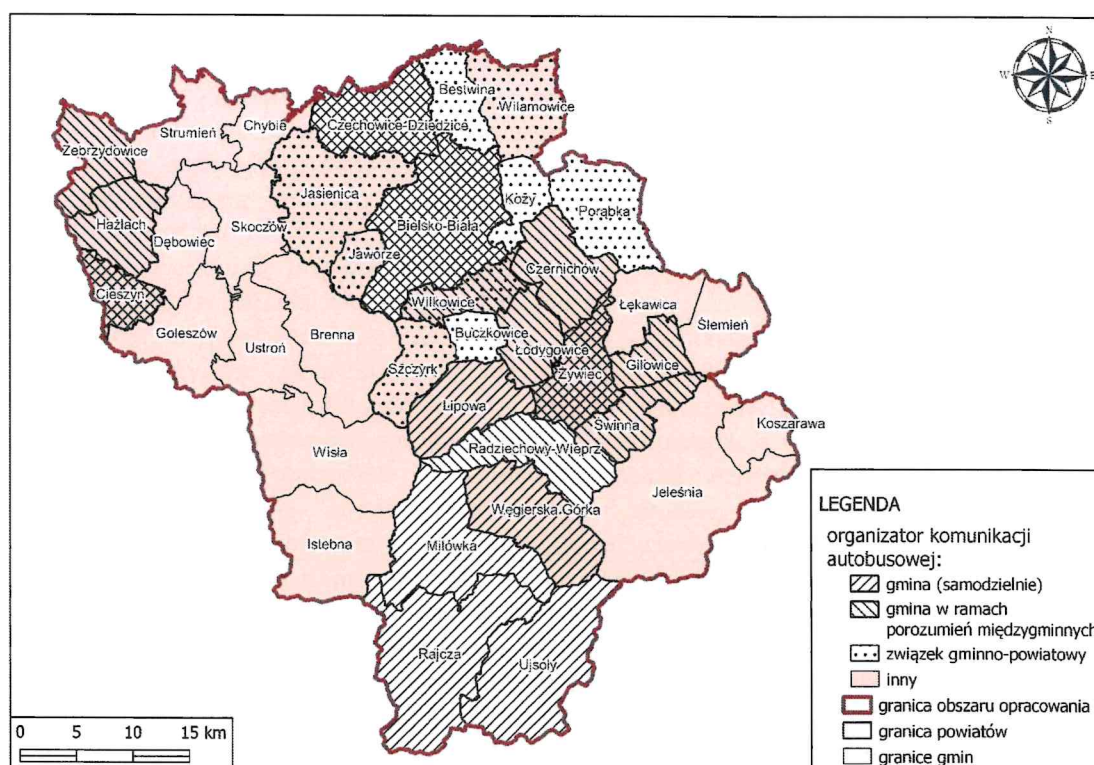 N
W
E
S
Bestwina
Wilamowice
Czechowice-Dziedzice
Strumień
Chybie
Zebrzydowice
Kozy
Jasienica
Porąbka
Hażlach
Skoczów
Bielsko-Biała
Dębowiec
Jaworze
Czernichów
Cieszyn
Wilkowice
Łękawica
Ślemień
Goleszów
Ustroń
Brenna
Buczkowice
Łodygowice
Gilowice
Szczyrk
Żywiec
Lipowa
Świnna
Koszarawa
Radziechowy-Wieprz
Wisła
Jeleśnia
Węgierska Górka
Istebna
Milówka
Rajcza
Ujsoły
0 5 10 15 km
LEGENDA
organizator komunikacji
autobusowej:
gmina (samodzielnie)
gmina w ramach
porozumień międzygminnych
związek gminno-powiatowy
inny
granica obszaru opracowania
granica powiatów
granice gmin